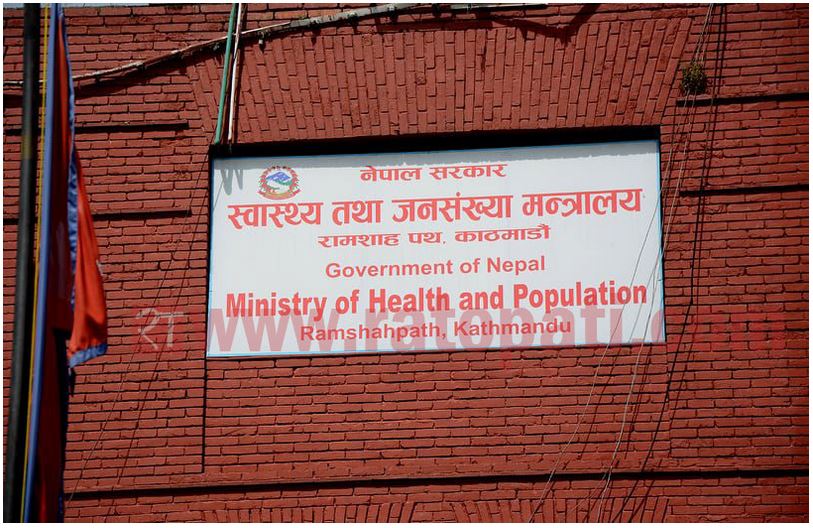 नेपाल सरकार
स्वास्थ्य तथा जनसंख्या मन्त्रालय
रामशाह पथ, काठमाडौं
Government of Nepal
Ministry of Health and Population
Ramshahpath, Kathmandu
रा www.ratopati.com